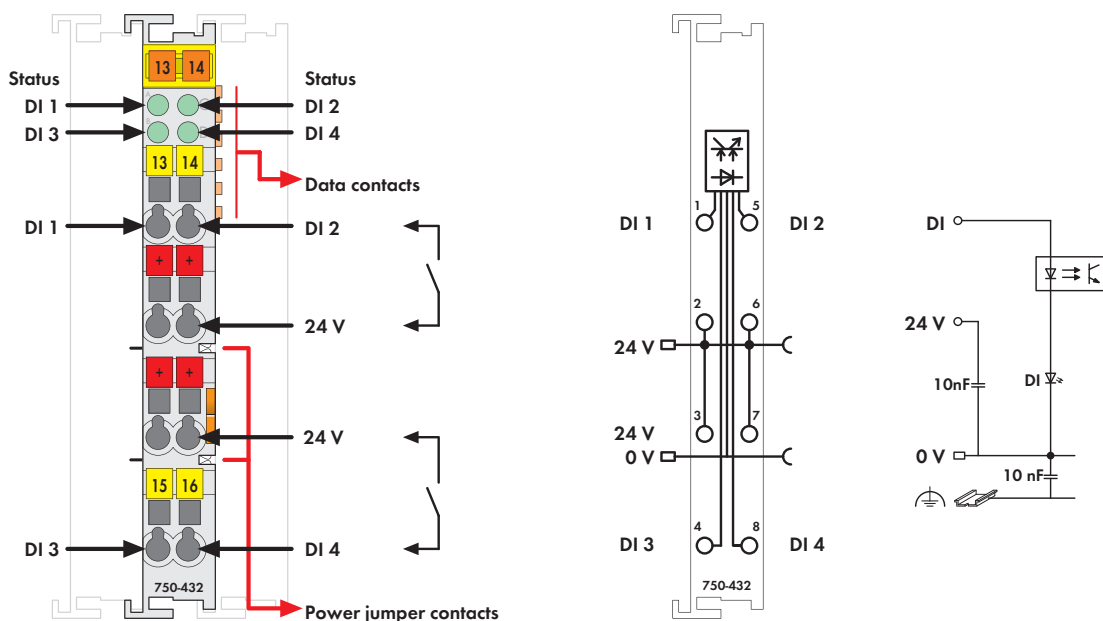 13 14
Status
Status
A C
DI 1
DI 2
B
DI 3
DI 4
13 14
Data contacts
DI 1
DI 2
+ +
24 V
+ +
24 V
15 16
DI 3
DI 4
750-432
Power jumper contacts
1 5
DI 1
DI 2
2 6
24 V
3 7
24 V
0 V
4 8
DI 3
DI 4
750-432
DI
24 V
10nF
DI
0 V
10 nF